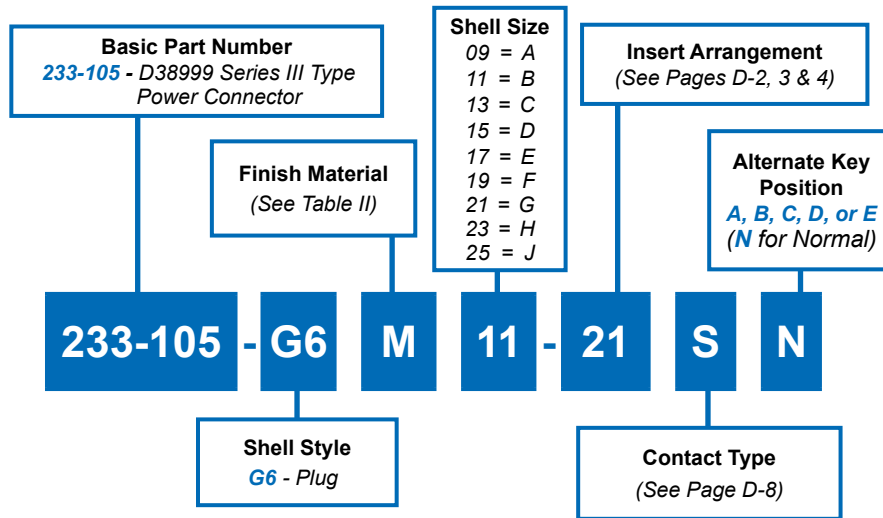 Basic Part Number
233-105 - D38999 Series III Type
Power Connector
Finish Material
(See Table II)
Shell Size
09 = A
11 = B
13 = C
15 = D
17 = E
19 = F
21 = G
23 = H
25 = J
Insert Arrangement
(See Pages D-2, 3 & 4)
Alternate Key
Position
A, B, C, D, or E
(N for Normal)
233-105 - G6 M 11 - 21 S N
Shell Style
G6 - Plug
Contact Type
(See Page D-8)